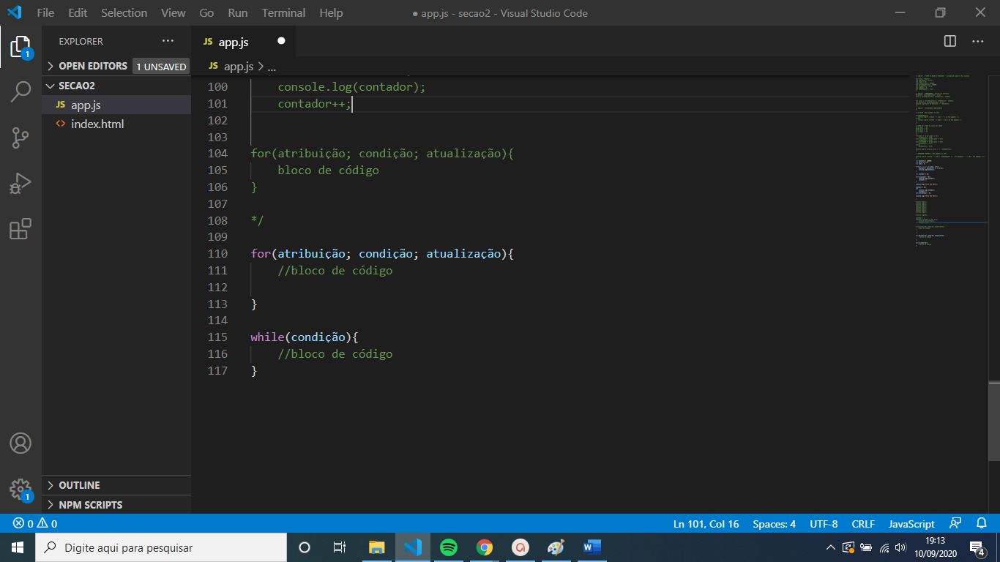 File Edit Selection View Go Run Terminal Help
● app.js - secao2 - Visual Studio Code
EXPLORER
JS app.js
OPEN EDITORS 1 UNSAVED
JS app.js > ...
SECAO2
JS app.js
<> index.html
100 console.log(contador);
101 contador++;
102
103
104 for(atribuição; condição; atualização){
105 bloco de código
106 }
107
108 */
109
110 for(atribuição; condição; atualização){
111 //bloco de código
112
113 }
114
115 while(condição){
116 //bloco de código
117 }
1
1
OUTLINE
NPM SCRIPTS
0 0
Ln 101, Col 16 Spaces: 4 UTF-8 CRLF JavaScript
Digite aqui para pesquisar
19:13
10/09/2020
4